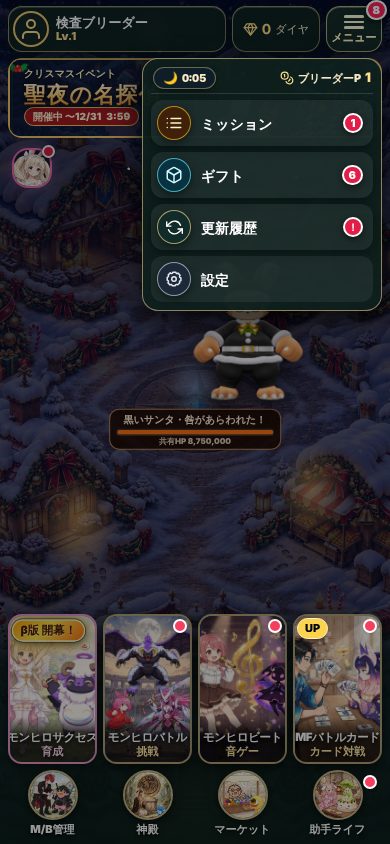 8
検査ブリーダー
Lv.1
0 ダイヤ
メニュー
クリスマスイベント
聖夜の名探
開催中 〜12/31 3:59
0:05
ブリーダーP 1
ミッション
1
ギフト
6
更新履歴
!
設定
黒いサンタ・咎があらわれた！
共有HP 8,750,000
β版 開幕！
UP
モンヒロサクセス
育成
モンヒロバトル
挑戦
モンヒロビート
音ゲー
MFバトルカード
カード対戦
M/B管理
神殿
マーケット
助手ライフ